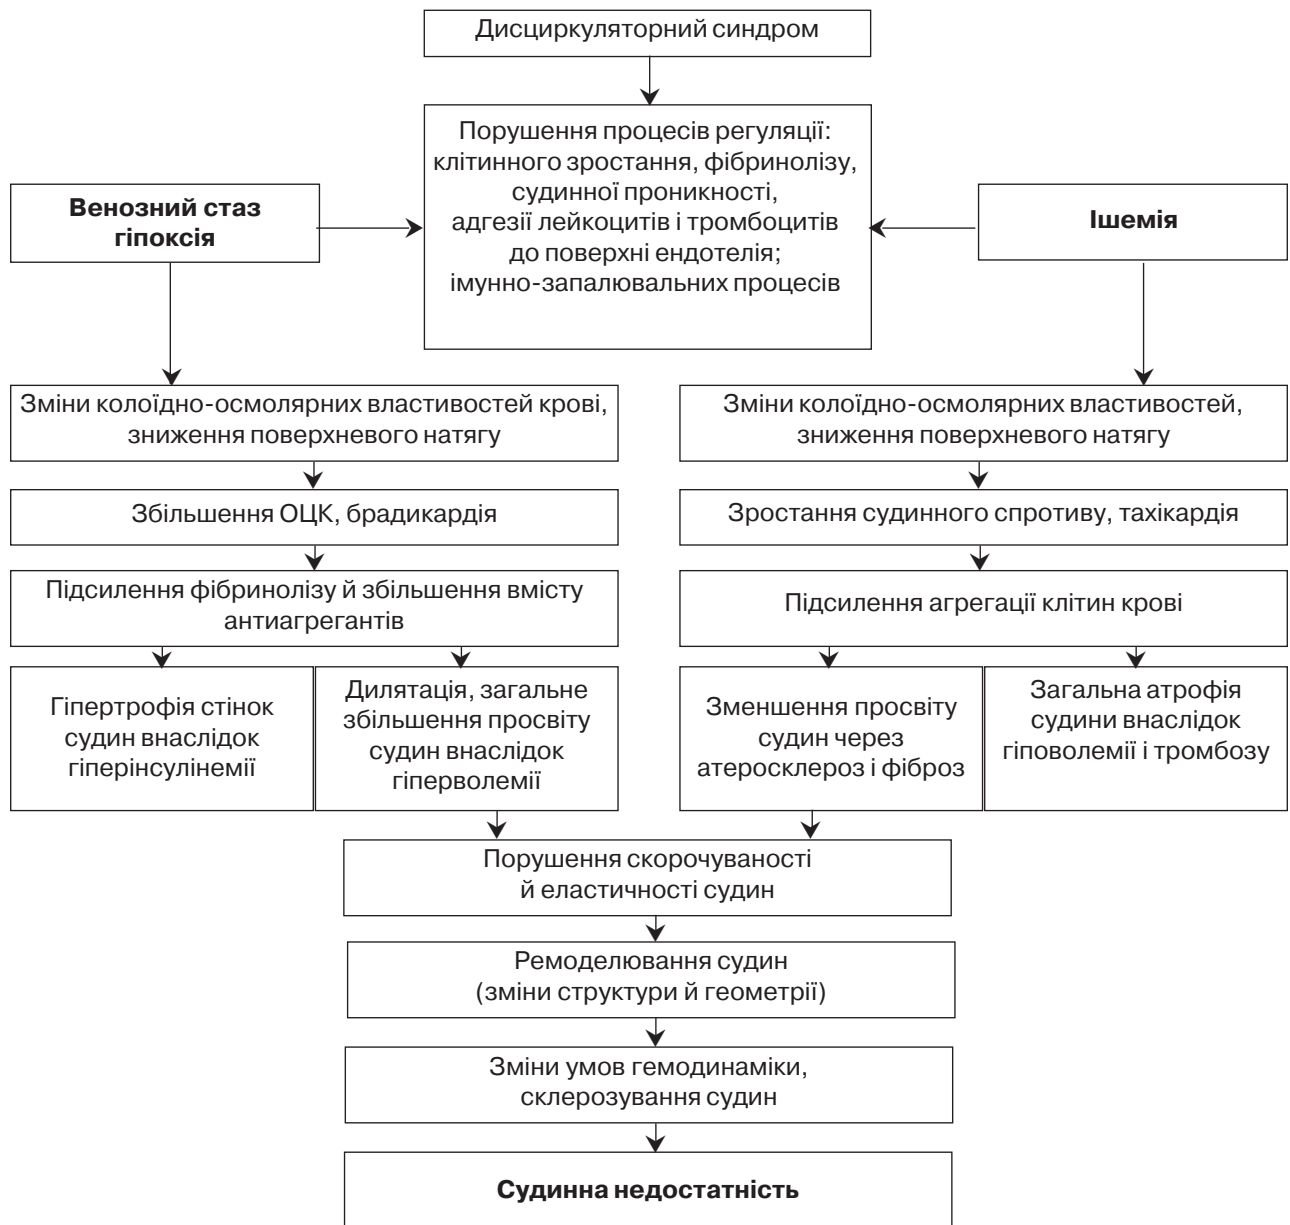 Дисциркуляторний синдром
Порушення процесів регуляції:
клітинного зростання, фібринолізу,
судинної проникності,
адгезії лейкоцитів і тромбоцитів
до поверхні ендотелія;
імунно-запалювальних процесів
Венозний стаз
гіпоксія
Ішемія
Зміни колоїдно-осмолярних властивостей крові,
зниження поверхневого натягу
Зміни колоїдно-осмолярних властивостей,
зниження поверхневого натягу
Збільшення ОЦК, брадикардія
Зростання судинного спротиву, тахікардія
Підсилення фібринолізу й збільшення вмісту
антиагрегантів
Підсилення агрегації клітин крові
Гіпертрофія стінок
судин внаслідок
гіперінсулінемії
Дилятація, загальне
збільшення просвіту
судин внаслідок
гіперволемії
Зменшення просвіту
судин через
атеросклероз і фіброз
Загальна атрофія
судини внаслідок
гіповолемії і тромбозу
Порушення скорочуваності
й еластичності судин
Ремоделювання судин
(зміни структури й геометрії)
Зміни умов гемодинаміки,
склерозування судин
Судинна недостатність